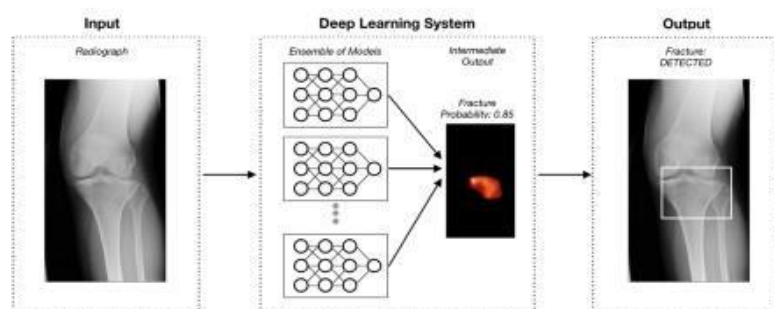 Input
Deep Learning System
Output
Radiograph
Ensemble of Models
Intermediate
Output
Fracture
Probability: 0.85
Fracture:
DETECTED